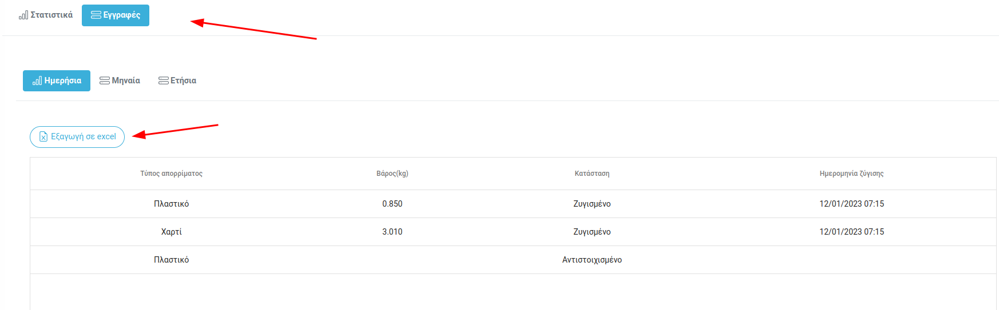 Στατιστικά Εγγραφές
Ημερήσια Μηναία Ετήσια
Εξαγωγή σε excel
Τύπος απορρίματος Βάρος(kg) Κατάσταση Ημερομηνία ζύγισης
Πλαστικό 0.850 Ζυγισμένο 12/01/2023 07:15
Χαρτί 3.010 Ζυγισμένο 12/01/2023 07:15
Πλαστικό Αντιστοιχισμένο